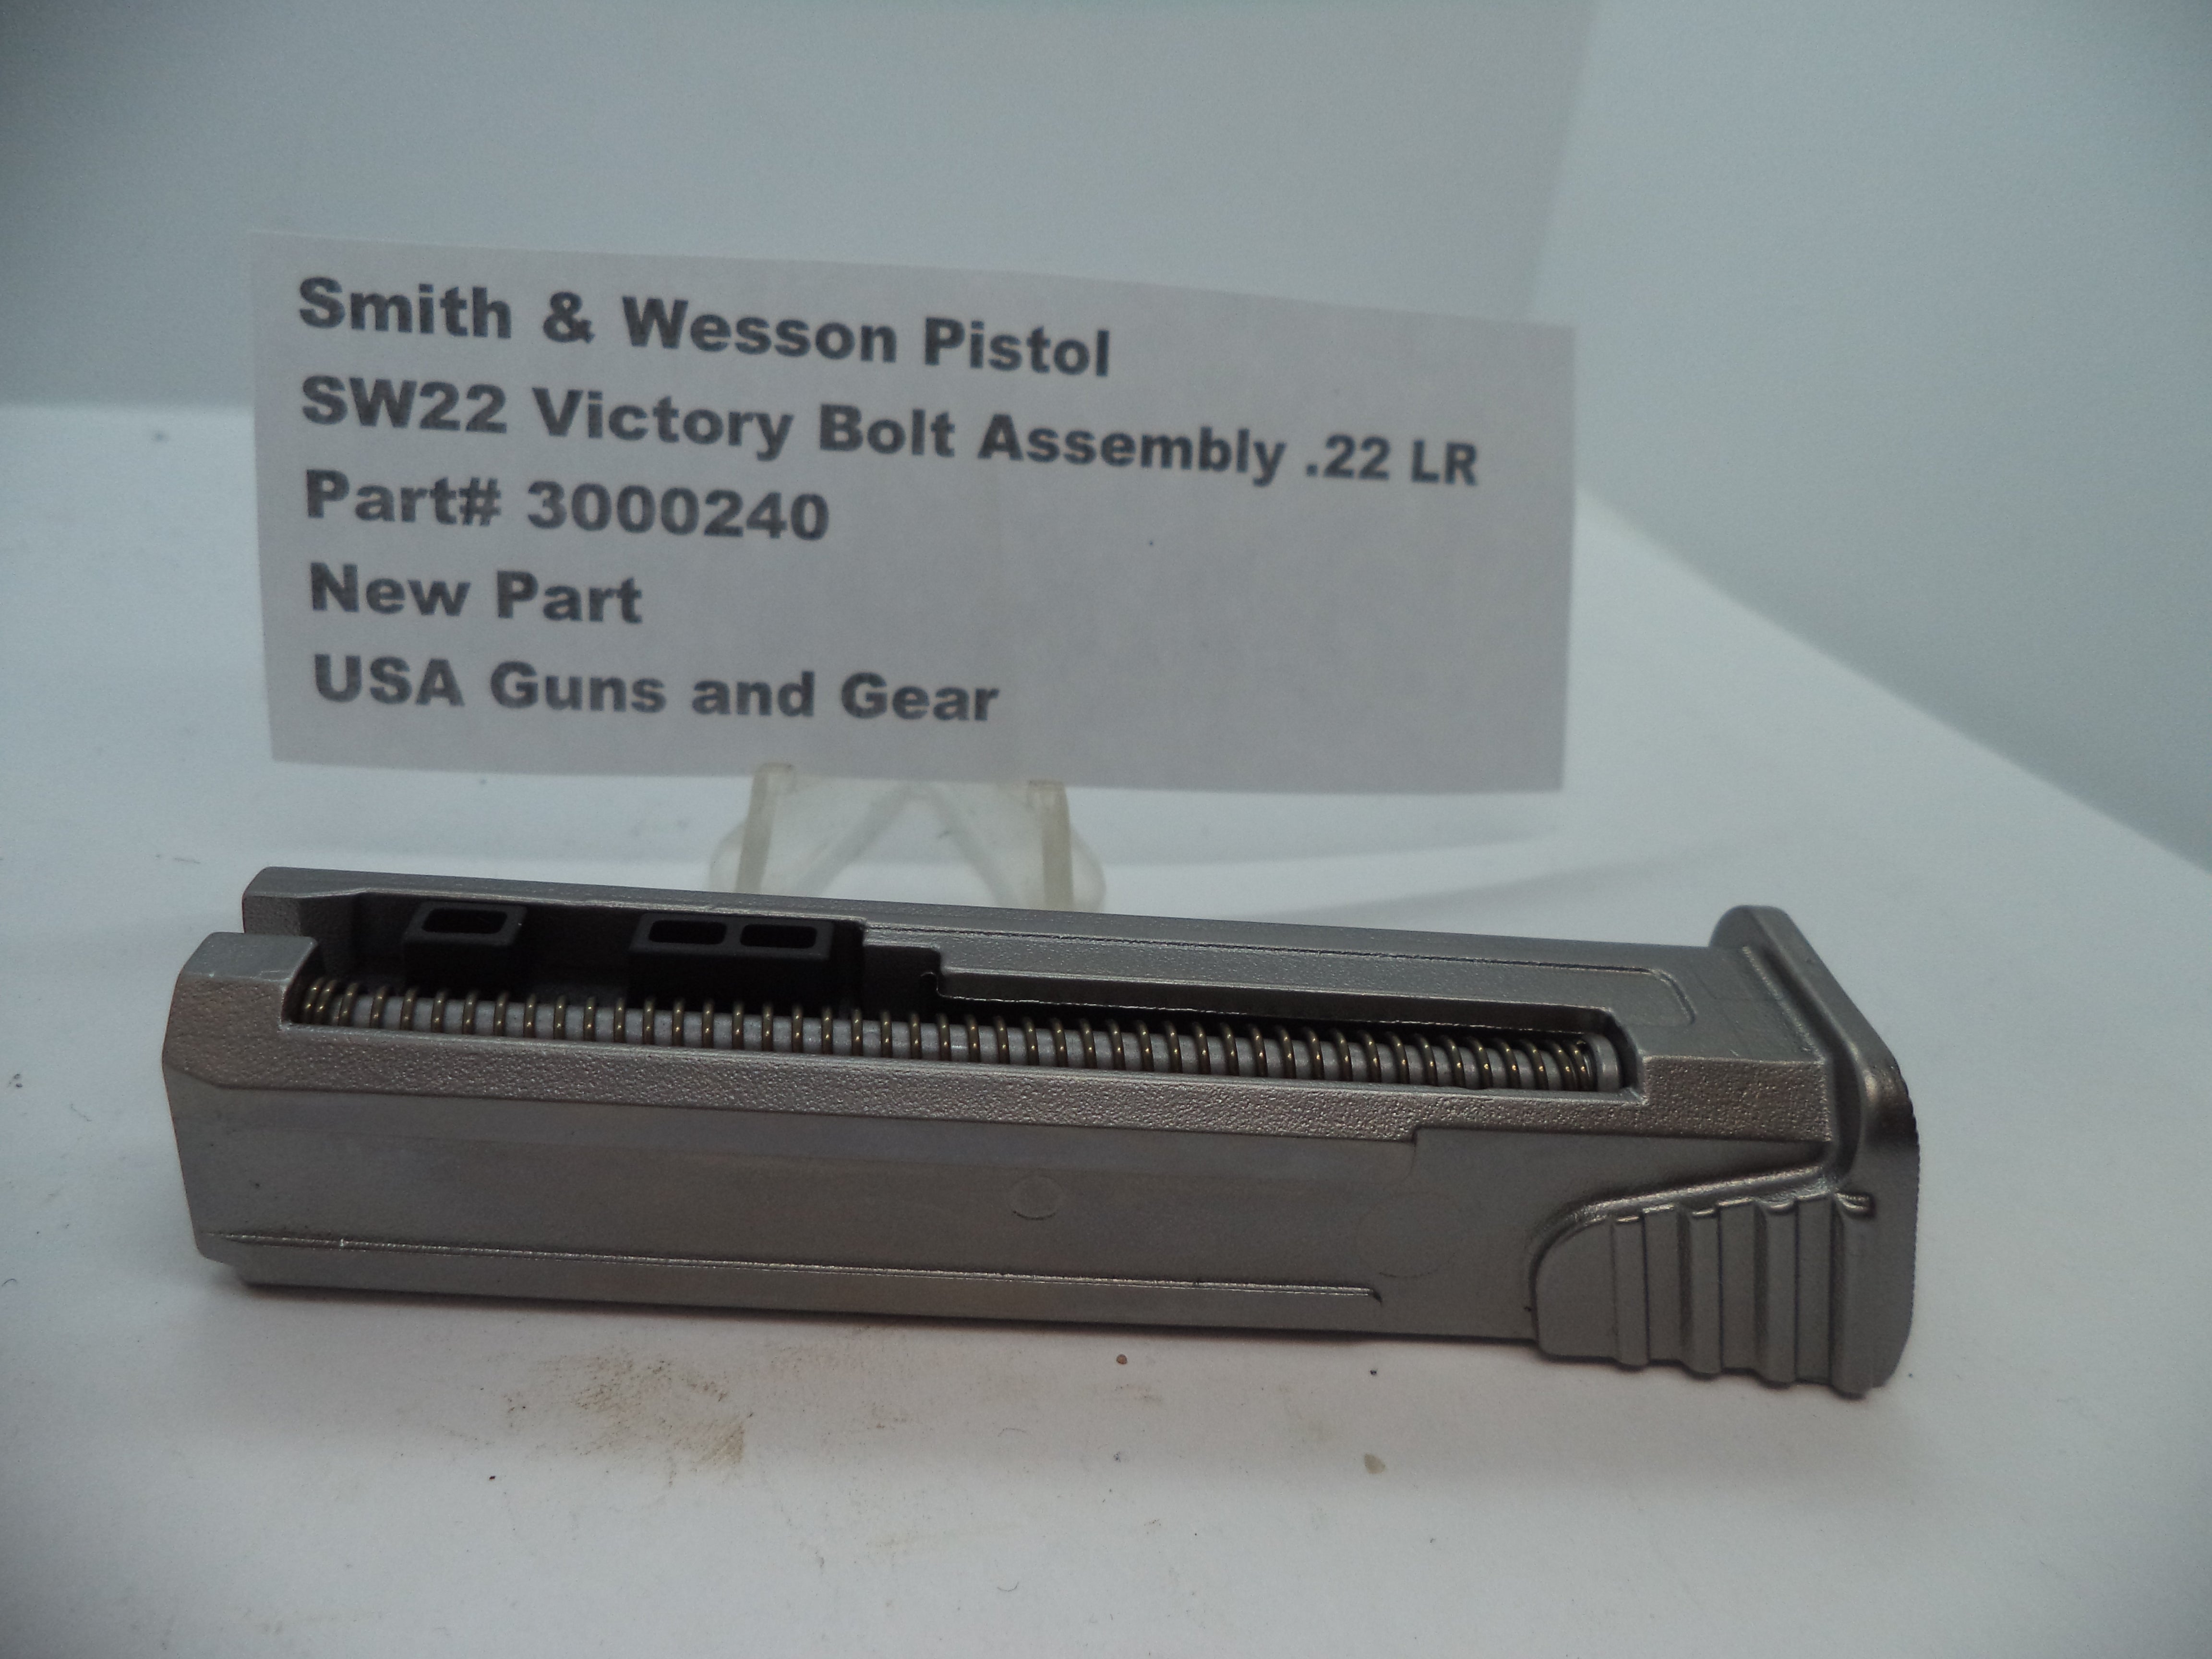 Smith & Wesson Pistol
SW22 Victory Bolt Assembly .22 LR
Part# 3000240
New Part
USA Guns and Gear